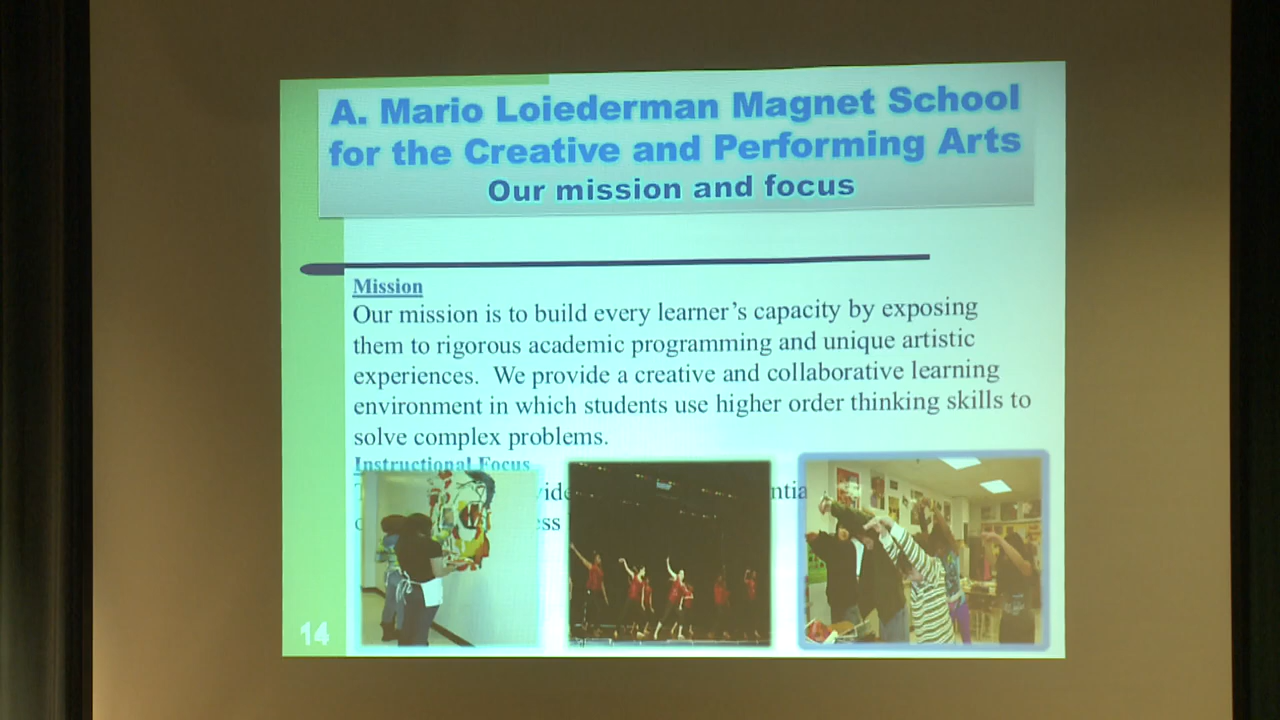 A. Mario Loiederman Magnet School
for the Creative and Performing Arts
Our mission and focus
Mission
Our mission is to build every learner's capacity by exposing
them to rigorous academic programming and unique artistic
experiences. We provide a creative and collaborative learning
environment in which students use higher order thinking skills to
solve complex problems.
Instructional Focus
14